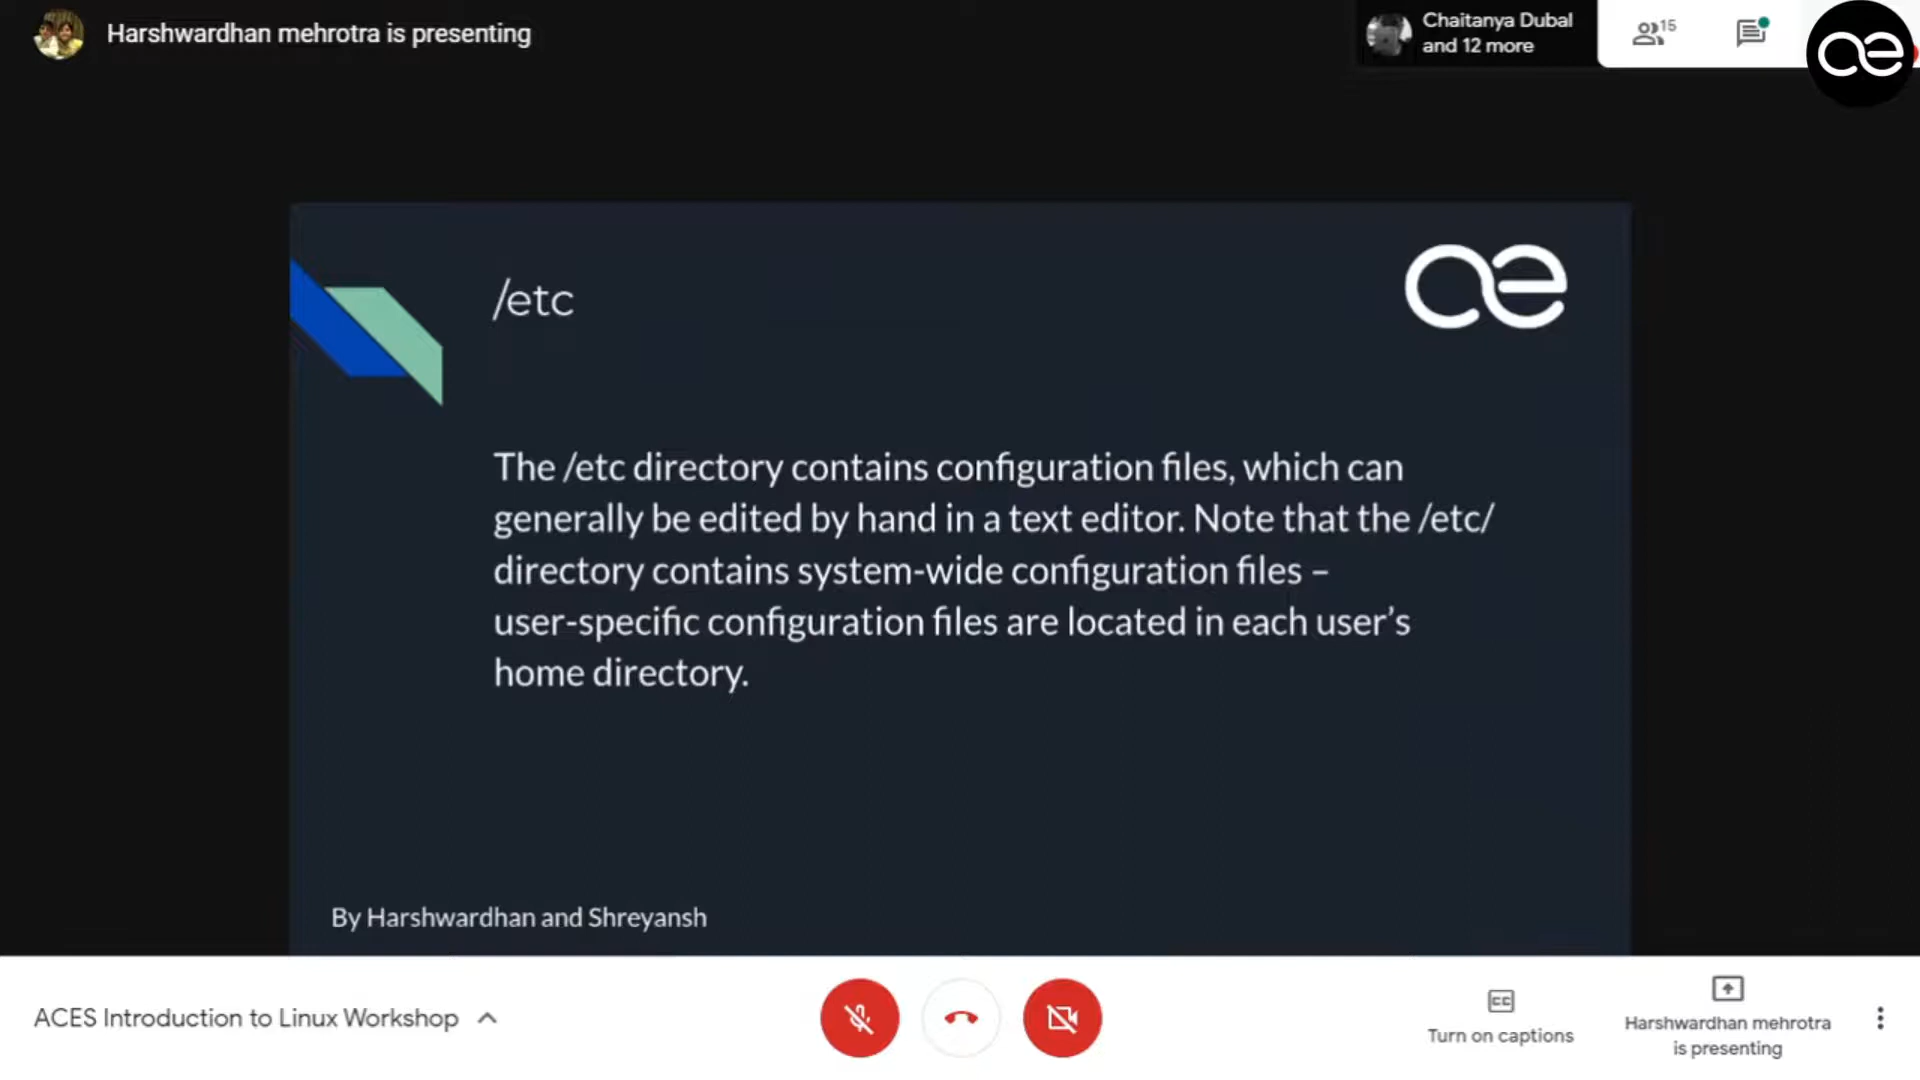 Harshwardhan mehrotra is presenting
Chaitanya Dubal
and 12 more
15
/etc
The /etc directory contains configuration files, which can
generally be edited by hand in a text editor. Note that the /etc/
directory contains system-wide configuration files –
user-specific configuration files are located in each user’s
home directory.
By Harshwardhan and Shreyansh
ACES Introduction to Linux Workshop
CC
Turn on captions
Harshwardhan mehrotra
is presenting